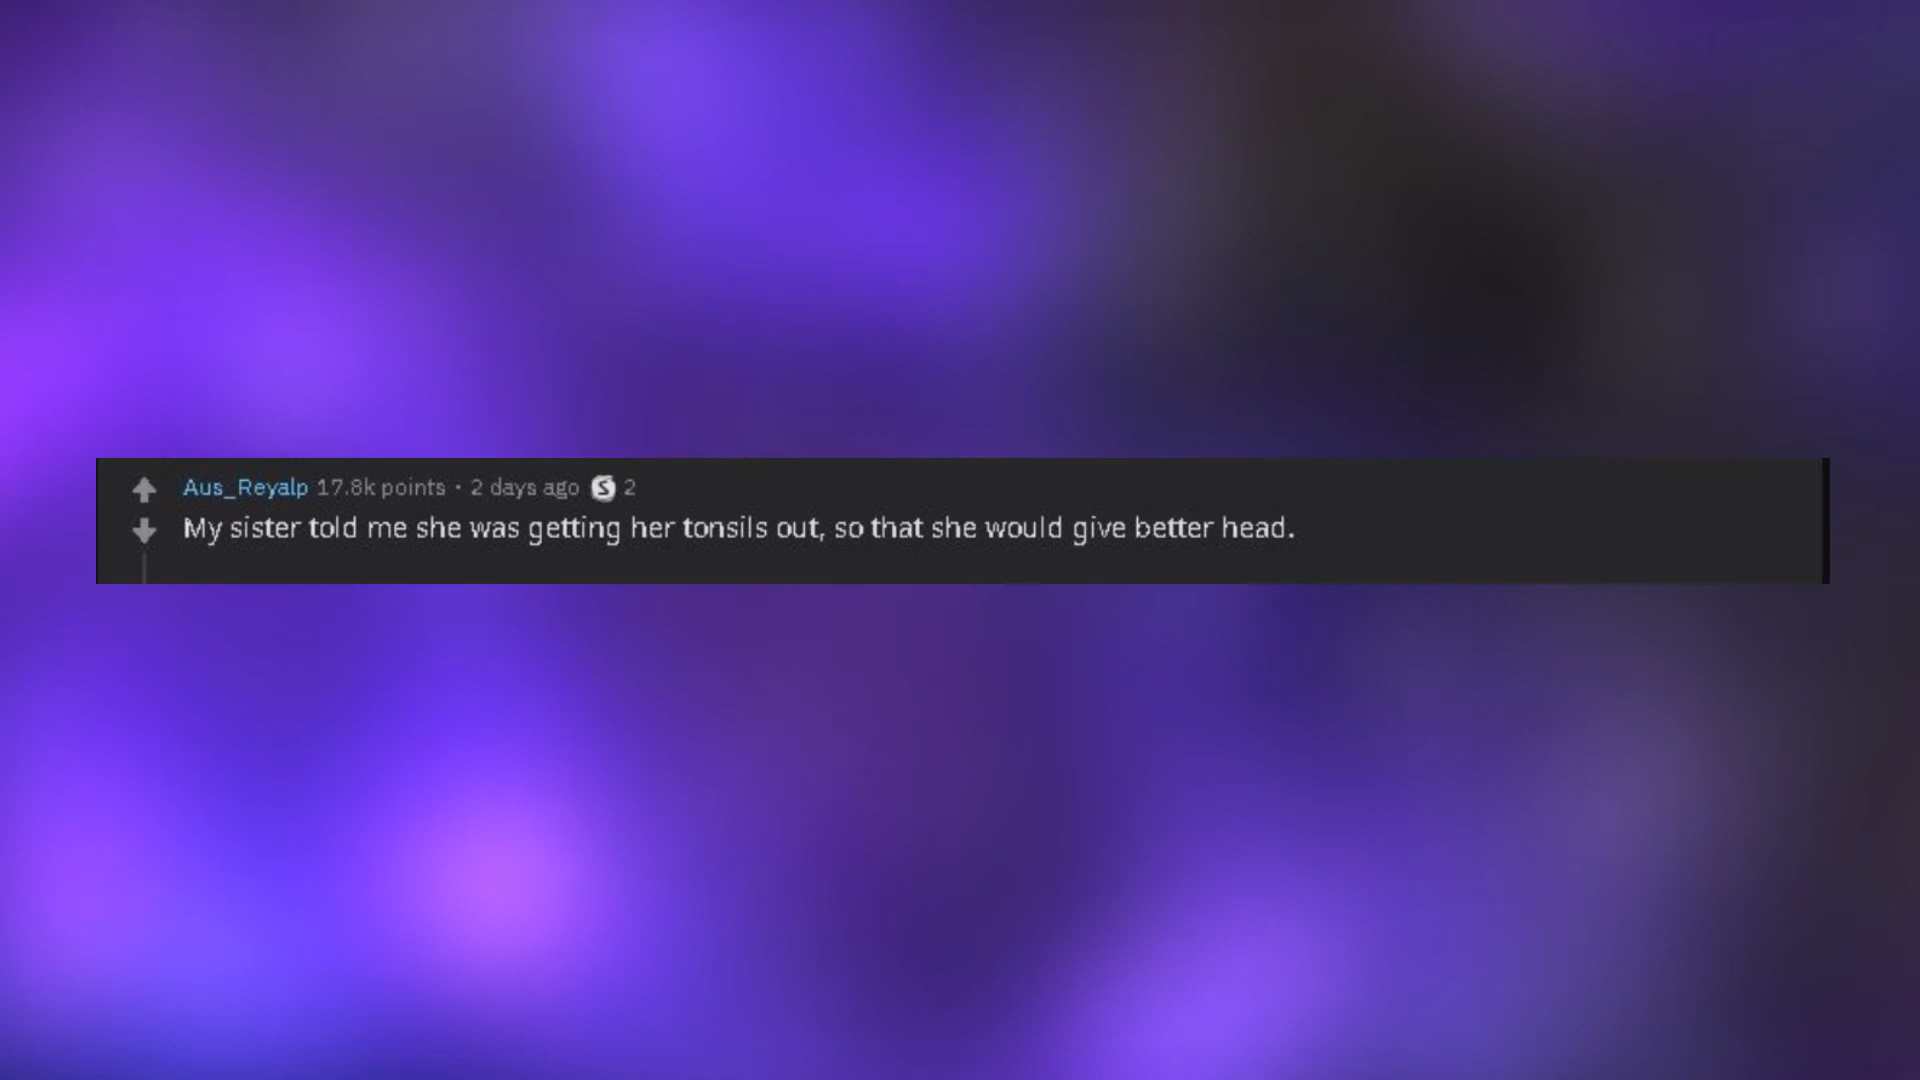 Aus_Reyalp 17.8k points · 2 days ago S 2
My sister told me she was getting her tonsils out, so that she would give better head.